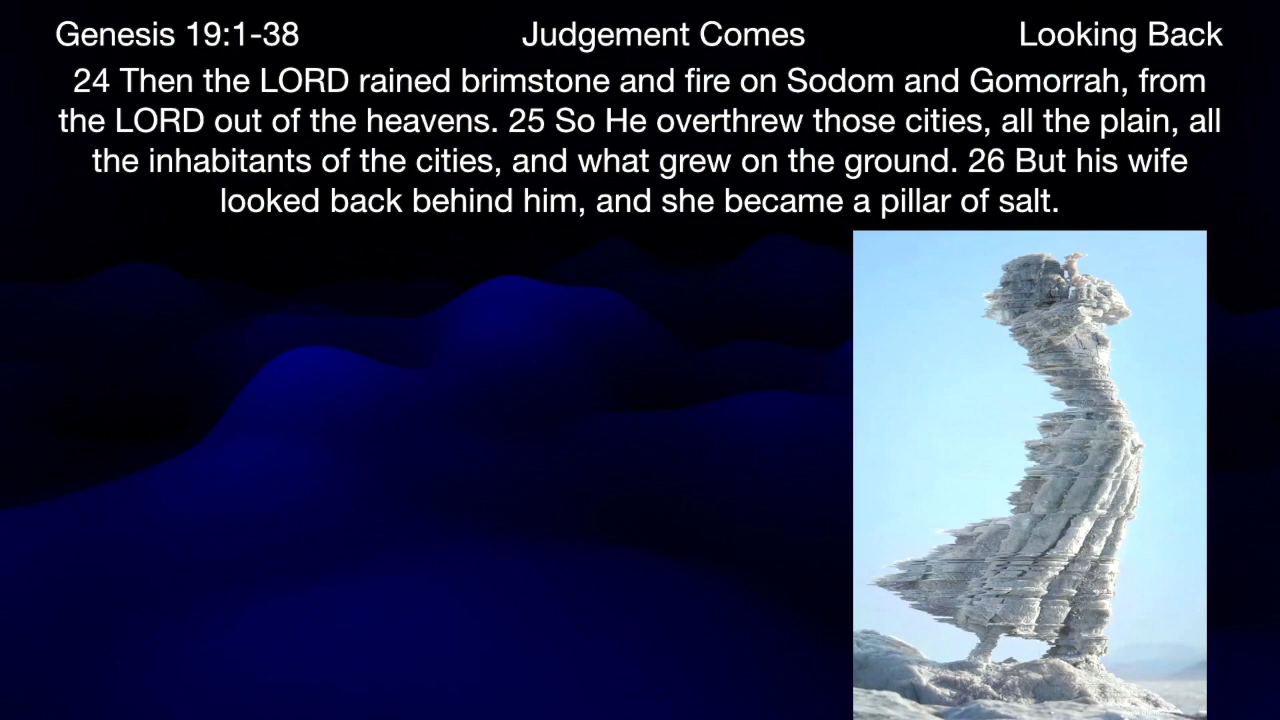 Genesis 19:1-38 Judgement Comes Looking Back
24 Then the LORD rained brimstone and fire on Sodom and Gomorrah, from
the LORD out of the heavens. 25 So He overthrew those cities, all the plain, all
the inhabitants of the cities, and what grew on the ground. 26 But his wife
looked back behind him, and she became a pillar of salt.